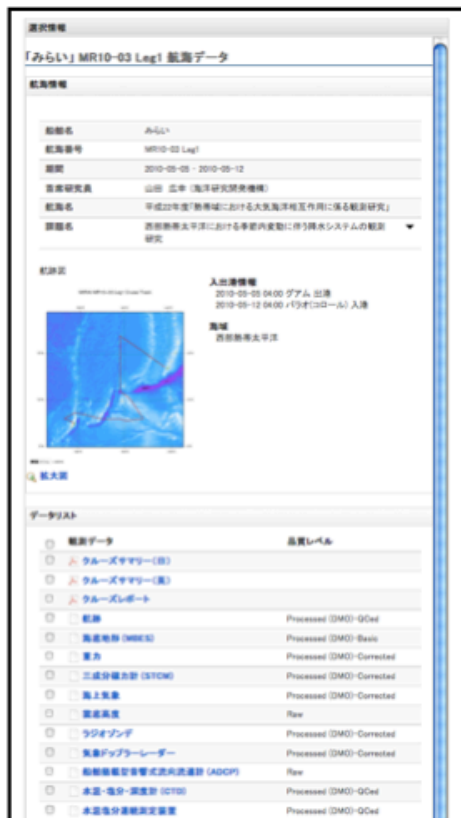 選択情報
「みらい」MR10-03 Leg1 航海データ
航海情報
船舶名 みらい
航海番号 MR10-03 Leg1
期間 2010-05-05 - 2010-05-12
首席研究員 山田 広幸 (海洋研究開発機構)
航海名 平成22年度「熱帯域における大気海洋相互作用に係る観測研究」
課題名 西部熱帯太平洋における季節内変動に伴う降水システムの観測
研究
航跡図
入出港情報
2010-05-05 04:00 グアム 出港
2010-05-12 04:00 パラオ(コロール) 入港
海域
西部熱帯太平洋
拡大図
データリスト
観測データ 品質レベル
クルーズサマリー(日)
クルーズサマリー(英)
クルーズレポート
航跡 Processed (DMO)-QCed
海底地形 (MBES) Processed (DMO)-Basic
重力 Processed (DMO)-Corrected
三成分磁力計 (STCM) Processed (DMO)-Corrected
海上気象 Processed (DMO)-Corrected
雲底高度 Raw
ラジオゾンデ Processed (DMO)-Corrected
気象ドップラーレーダー Processed (DMO)-Corrected
船舶搭載型音響式流向流速計 (ADCP) Raw
水温・塩分・深度計 (CTD) Processed (DMO)-QCed
水温塩分連続測定装置 Processed (DMO)-QCed